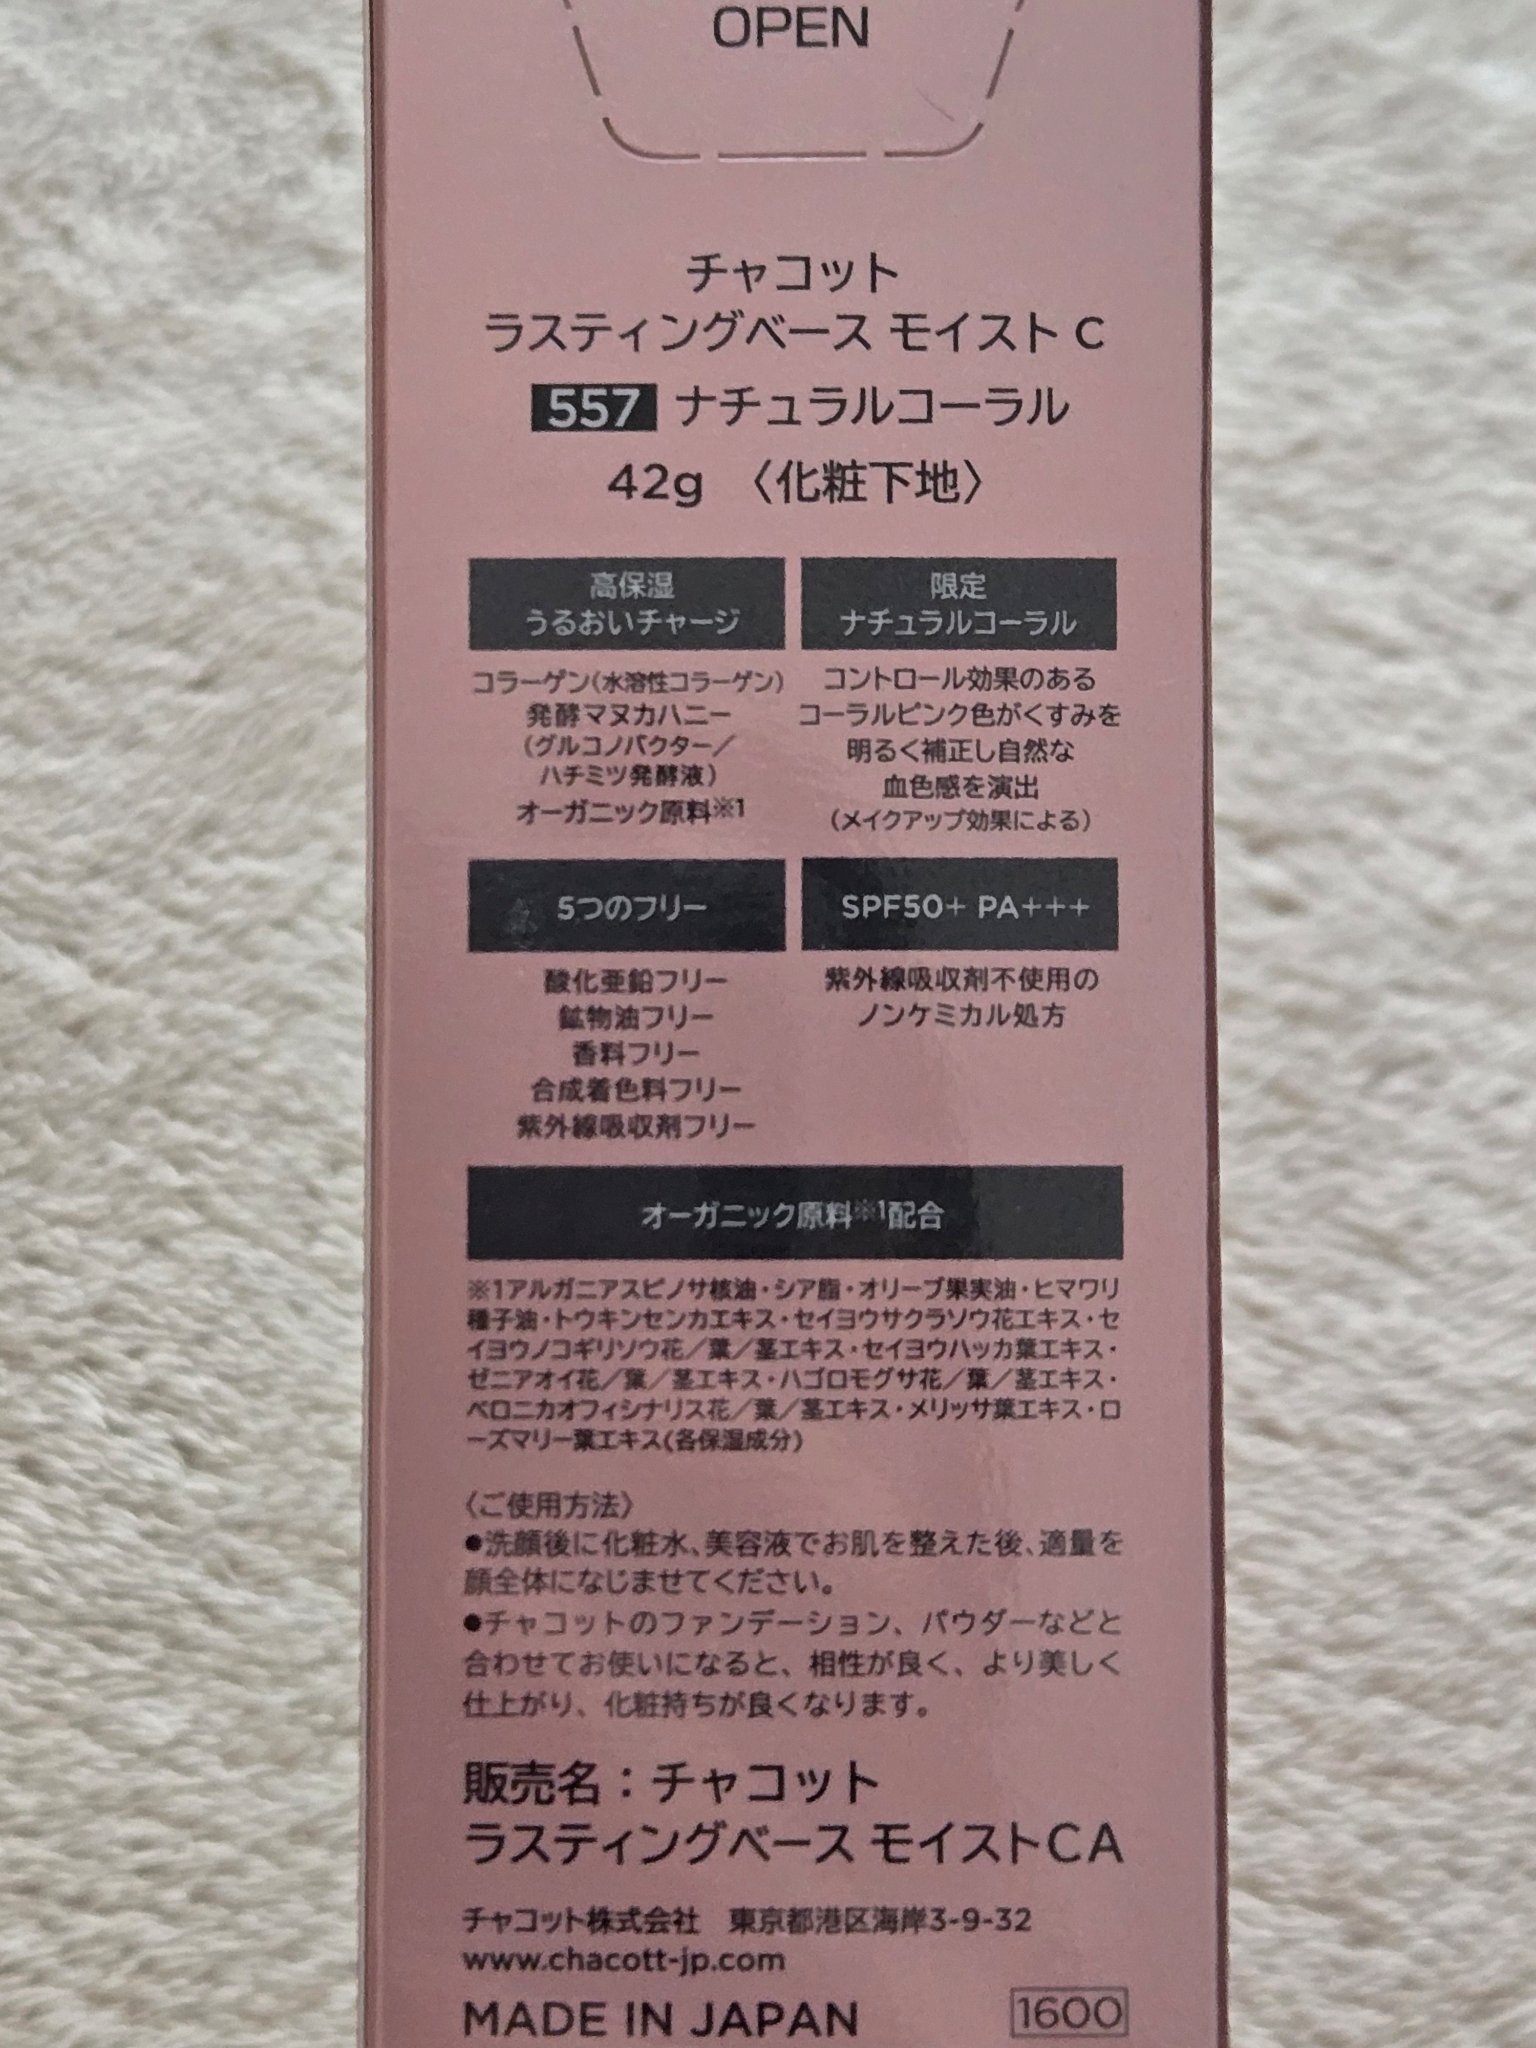 OPEN
チャコット
ラスティングベース モイスト C
557 ナチュラルコーラル
42g 〈化粧下地〉
高保湿
うるおいチャージ
コラーゲン(水溶性コラーゲン)
発酵マヌカハニー
(グルコノバクター／
ハチミツ発酵液)
オーガニック原料※1
限定
ナチュラルコーラル
コントロール効果のある
コーラルピンク色がくすみを
明るく補正し自然な
血色感を演出
(メイクアップ効果による)
5つのフリー
酸化亜鉛フリー
鉱物油フリー
香料フリー
合成着色料フリー
紫外線吸収剤フリー
SPF50+ PA+++
紫外線吸収剤不使用の
ノンケミカル処方
オーガニック原料※1配合
※1アルガニアスピノサ核油・シア脂・オリーブ果実油・ヒマワリ
種子油・トウキンセンカエキス・セイヨウサクラソウ花エキス・セ
イヨウノコギリソウ花／葉／茎エキス・セイヨウハッカ葉エキス・
ゼニアオイ花／葉／茎エキス・ハゴロモグサ花／葉／茎エキス・
ベロニカオフィシナリス花／葉／茎エキス・メリッサ葉エキス・ロ
ーズマリー葉エキス(各保湿成分)
〈ご使用方法〉
●洗顔後に化粧水、美容液でお肌を整えた後、適量を
顔全体になじませてください。
●チャコットのファンデーション、パウダーなどと
合わせてお使いになると、相性が良く、より美しく
仕上がり、化粧持ちが良くなります。
販売名：チャコット
ラスティングベース モイストCA
チャコット株式会社 東京都港区海岸3-9-32
www.chacott-jp.com
MADE IN JAPAN 1600